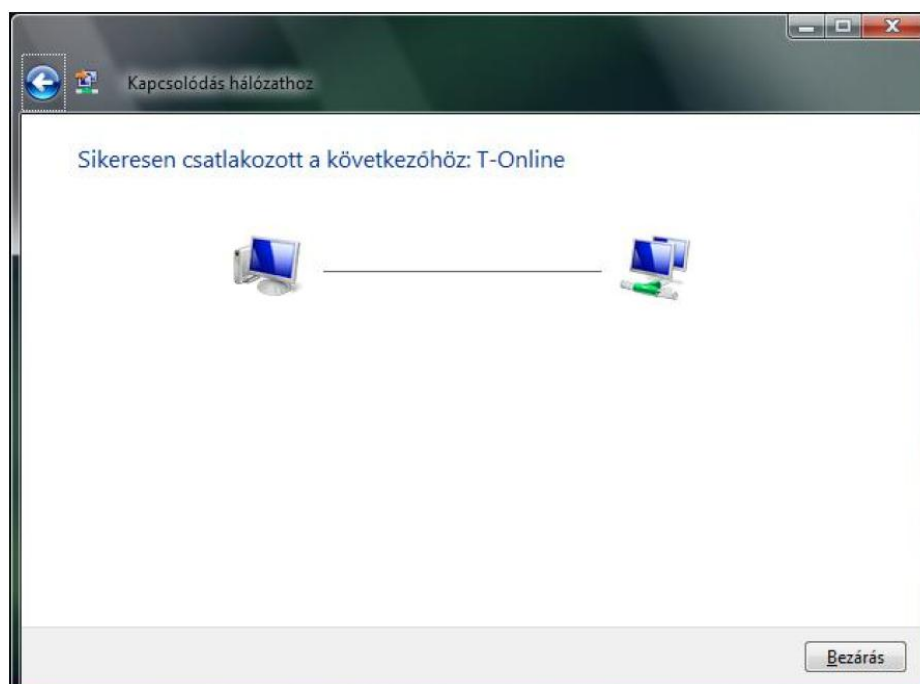 Kapcsolódás hálózathoz
Sikeresen csatlakozott a következőhöz: T-Online
Bezárás